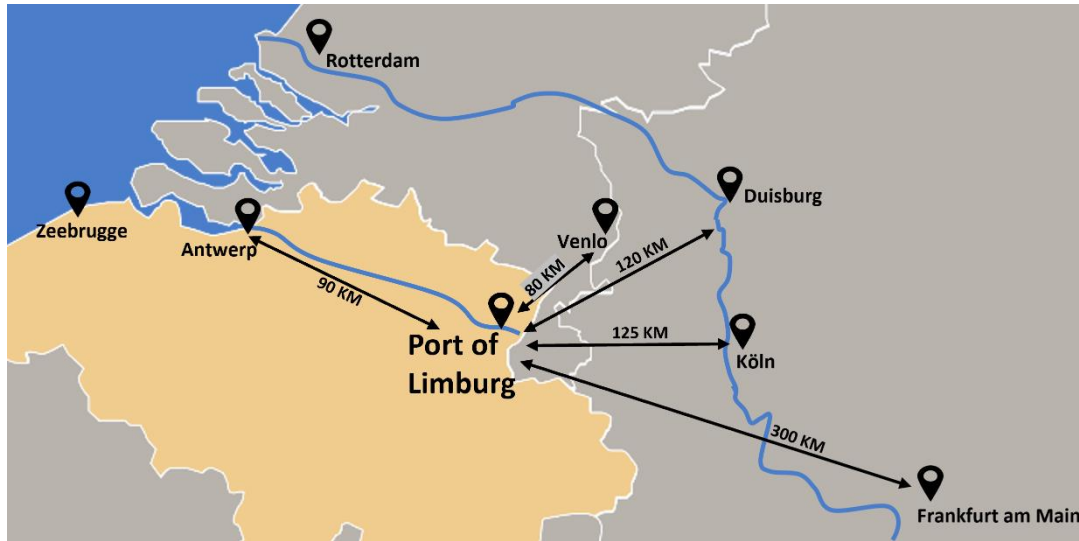 Rotterdam
Duisburg
Zeebrugge
Antwerp
Venlo
120 KM
80 KM
90 KM
Port of
Limburg
125 KM
Köln
300 KM
Frankfurt am Main